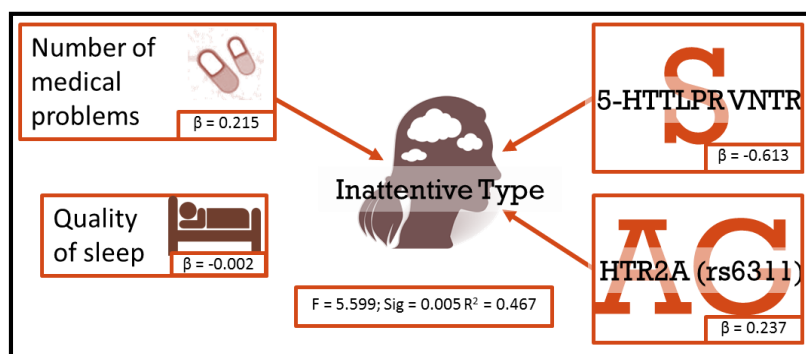 Number of
medical
problems
β = 0.215
S
5-HTTLPR VNTR
β = -0.613
Inattentive Type
Quality
of sleep
β = -0.002
AG
HTR2A (rs6311)
β = 0.237
F = 5.599; Sig = 0.005 R² = 0.467